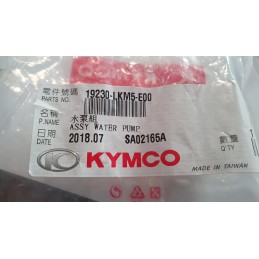 零件號碼 19230-LKM5-E00
PARTS NO.
名稱 水泵組
P.NAME ASSY WATER PUMP
日期 2018.07 SA02165A 數量
DATE Q'TY
KYMCO
MADE IN TAIWAN